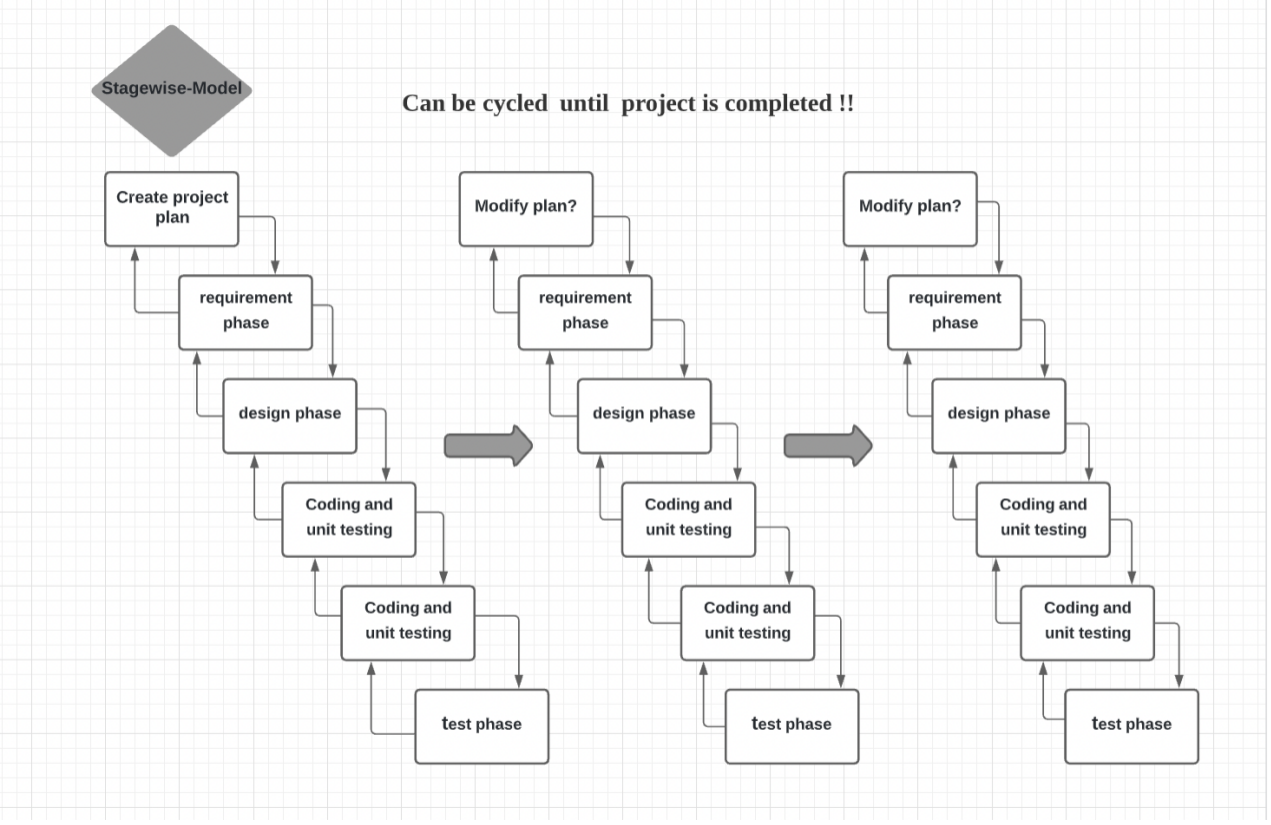 Stagewise-Model
Can be cycled until project is completed !!
Create project
plan
requirement
phase
design phase
Coding and
unit testing
Coding and
unit testing
test phase
Modify plan?
requirement
phase
design phase
Coding and
unit testing
Coding and
unit testing
test phase
Modify plan?
requirement
phase
design phase
Coding and
unit testing
Coding and
unit testing
test phase